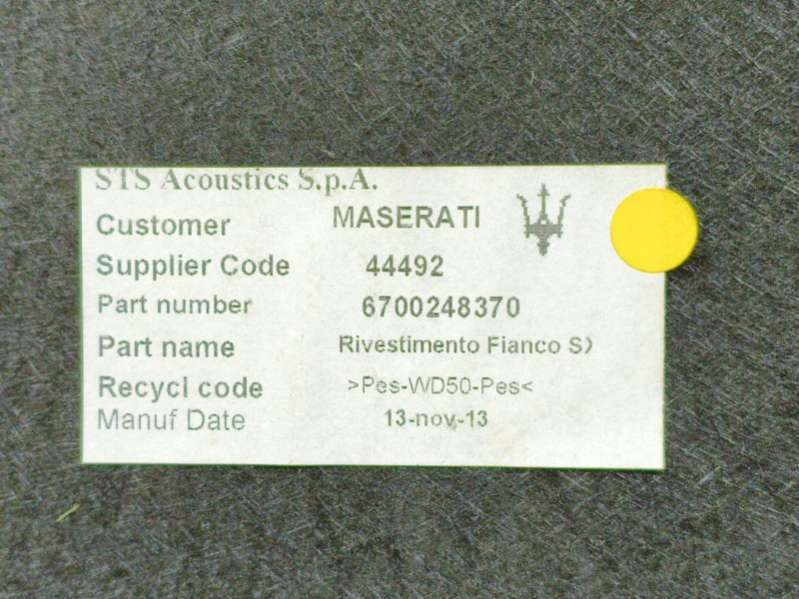 STS Acoustics S.p.A.
Customer MASERATI
Supplier Code 44492
Part number 6700248370
Part name Rivestimento Fianco SX
Recycl code >Pes-WD50-Pes<
Manuf Date 13-nov-13